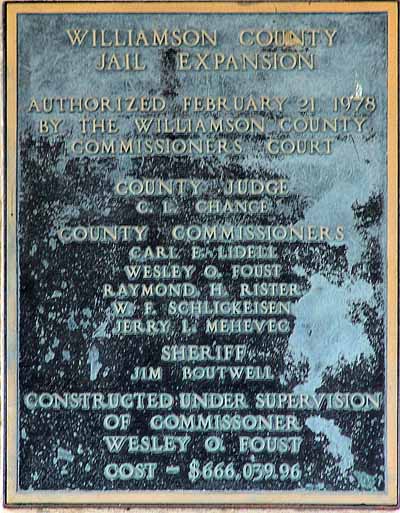 WILLIAMSON COUNTY
JAIL EXPANSION
AUTHORIZED FEBRUARY 21 1978
BY THE WILLIAMSON COUNTY
COMMISSIONERS COURT
COUNTY JUDGE
C. L. CHANCE
COUNTY COMMISSIONERS
CARL E. LIDELL
WESLEY O. FOUST
RAYMOND H. RISTER
W. F. SCHLICKEISEN
JERRY L. MEHEVEC
SHERIFF
JIM BOUTWELL
CONSTRUCTED UNDER SUPERVISION
OF COMMISSONER
WESLEY O. FOUST
COST – $666,039.96